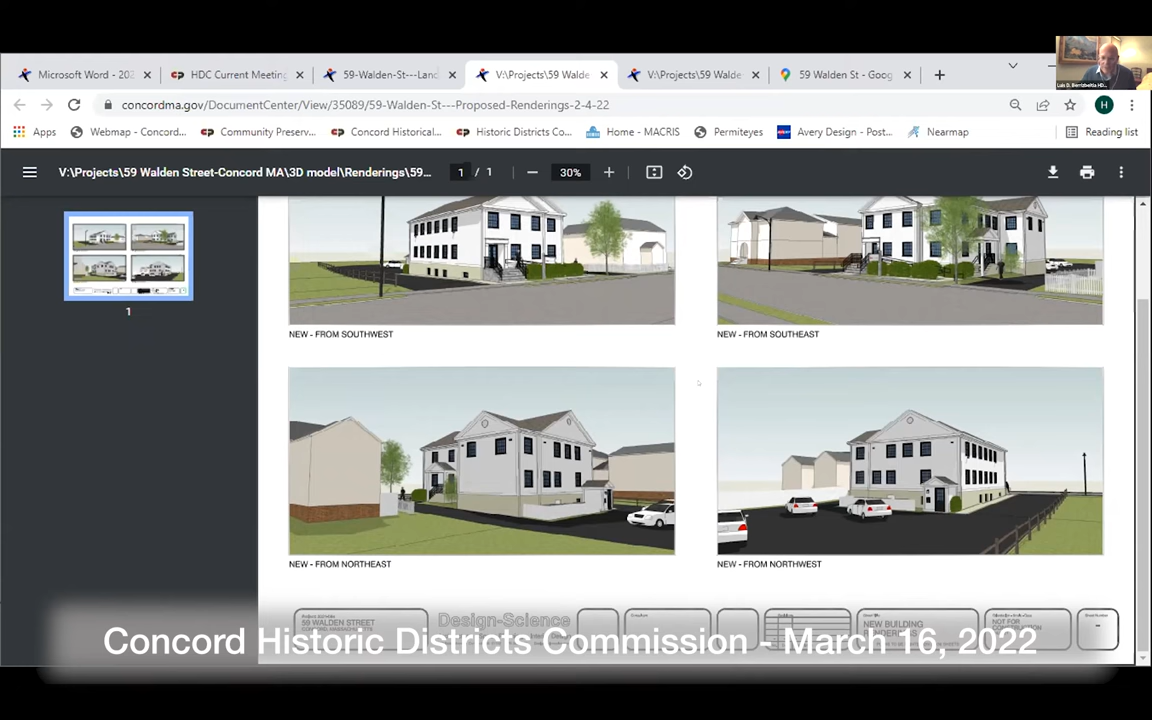 Microsoft Word - 202
HDC Current Meeting
59-Walden-St---Land
V:\Projects\59 Walde
V:\Projects\59 Walde
59 Walden St - Goog
concordma.gov/DocumentCenter/View/35089/59-Walden-St---Proposed-Renderings-2-4-22
H
Apps
Webmap - Concord...
Community Preserv...
Concord Historical...
Historic Districts Co...
Home - MACRIS
Permiteyes
Avery Design - Post...
Nearmap
Reading list
V:\Projects\59 Walden Street-Concord MA\3D model\Renderings\59...
1 / 1
30%
1
NEW - FROM SOUTHWEST
NEW - FROM SOUTHEAST
NEW - FROM NORTHEAST
NEW - FROM NORTHWEST
59 WALDEN STREET
Design-Science
NEW BUILDING
RENDERINGS
NOT FOR
CONSTRUCTION
Concord Historic Districts Commission - March 16, 2022